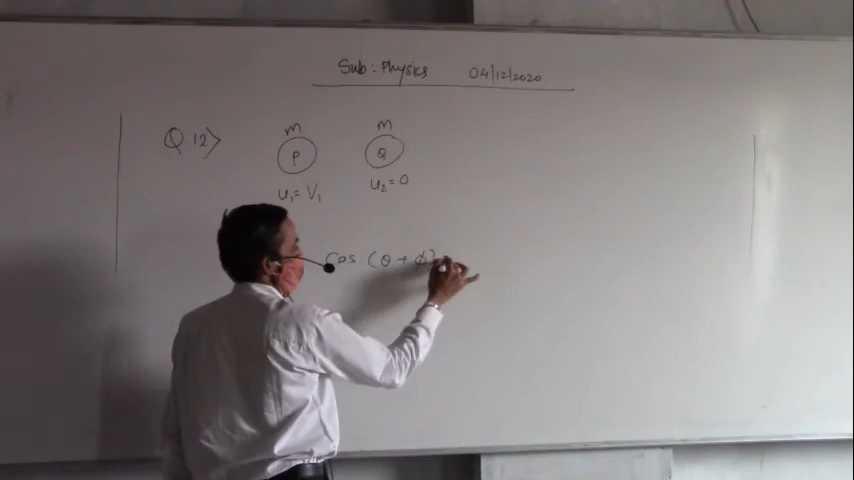 Sub: Physics 04/12/2020
Q.12> m m
P Q
u₁= V₁ u₂=0
Cos (θ + ϕ)